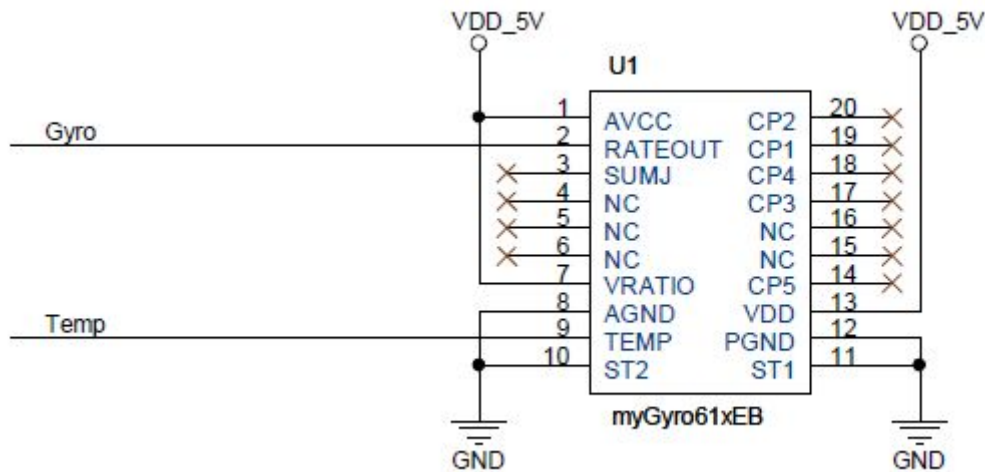 VDD_5V VDD_5V
U1
1 AVCC CP2 20
Gyro 2 RATEOUT CP1 19
3 SUMJ CP4 18
4 NC CP3 17
5 NC NC 16
6 NC NC 15
7 VRATIO CP5 14
8 AGND VDD 13
Temp 9 TEMP PGND 12
10 ST2 ST1 11
myGyro61xEB
GND GND